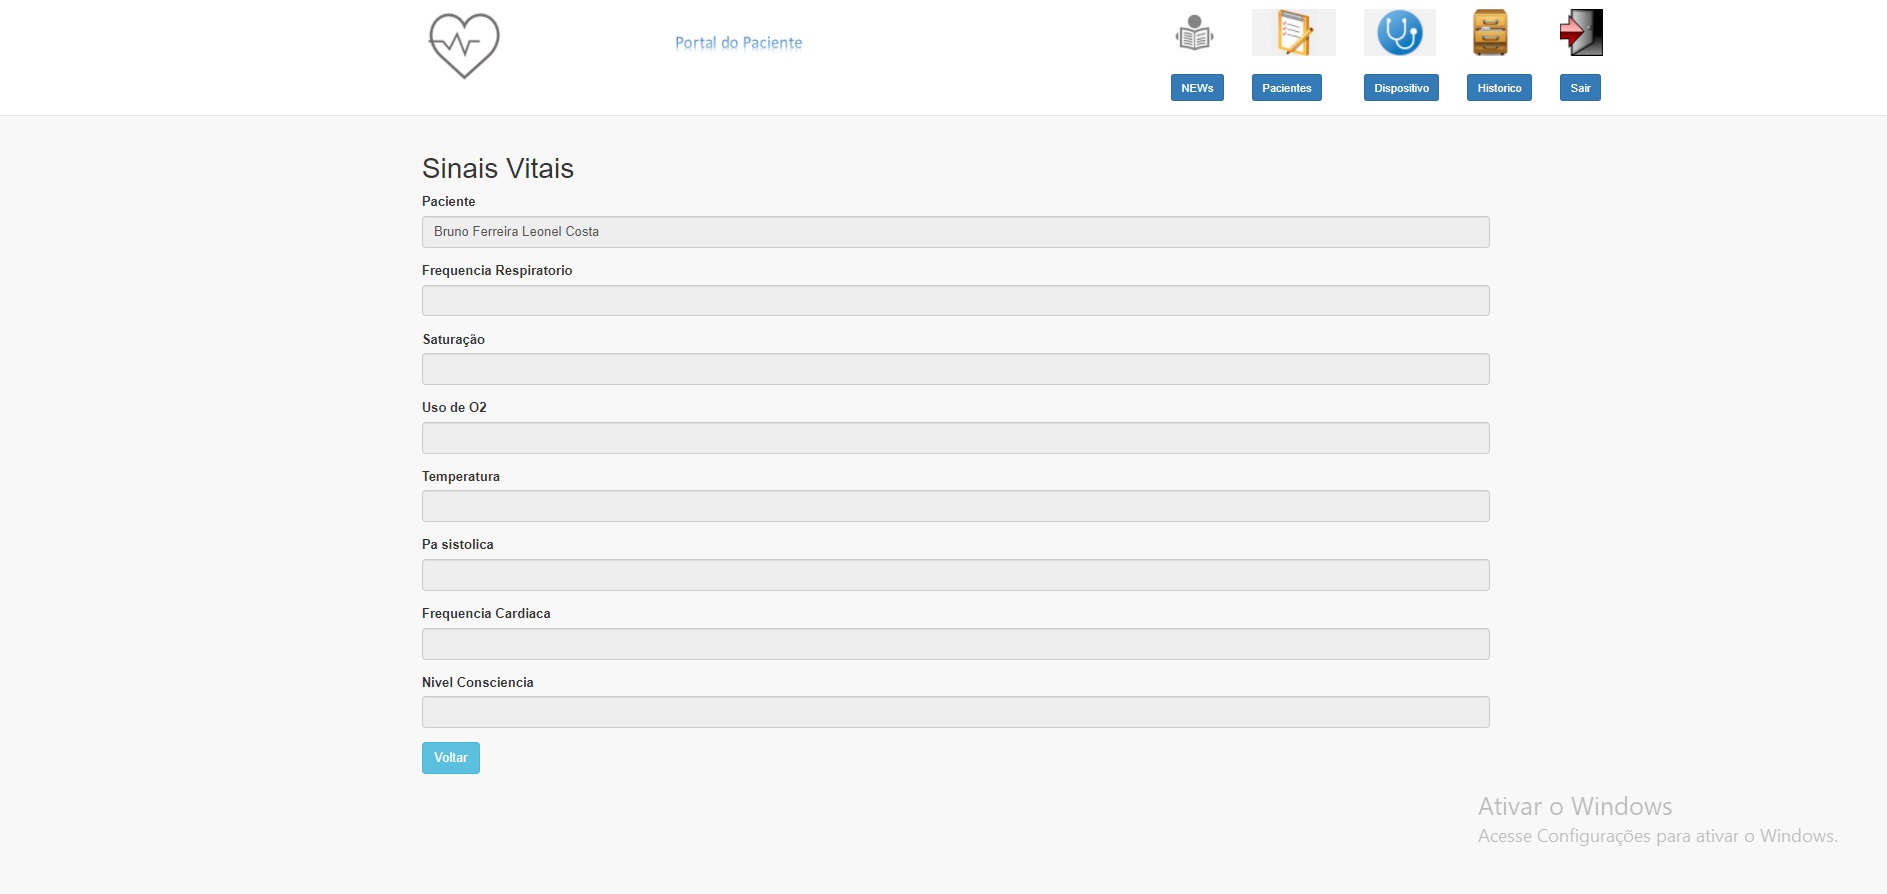 Portal do Paciente
NEWs
Pacientes
Dispositivo
Historico
Sair
Sinais Vitais
Paciente
Bruno Ferreira Leonel Costa
Frequencia Respiratorio
Saturação
Uso de O2
Temperatura
Pa sistolica
Frequencia Cardiaca
Nivel Consciencia
Voltar
Ativar o Windows
Acesse Configurações para ativar o Windows.